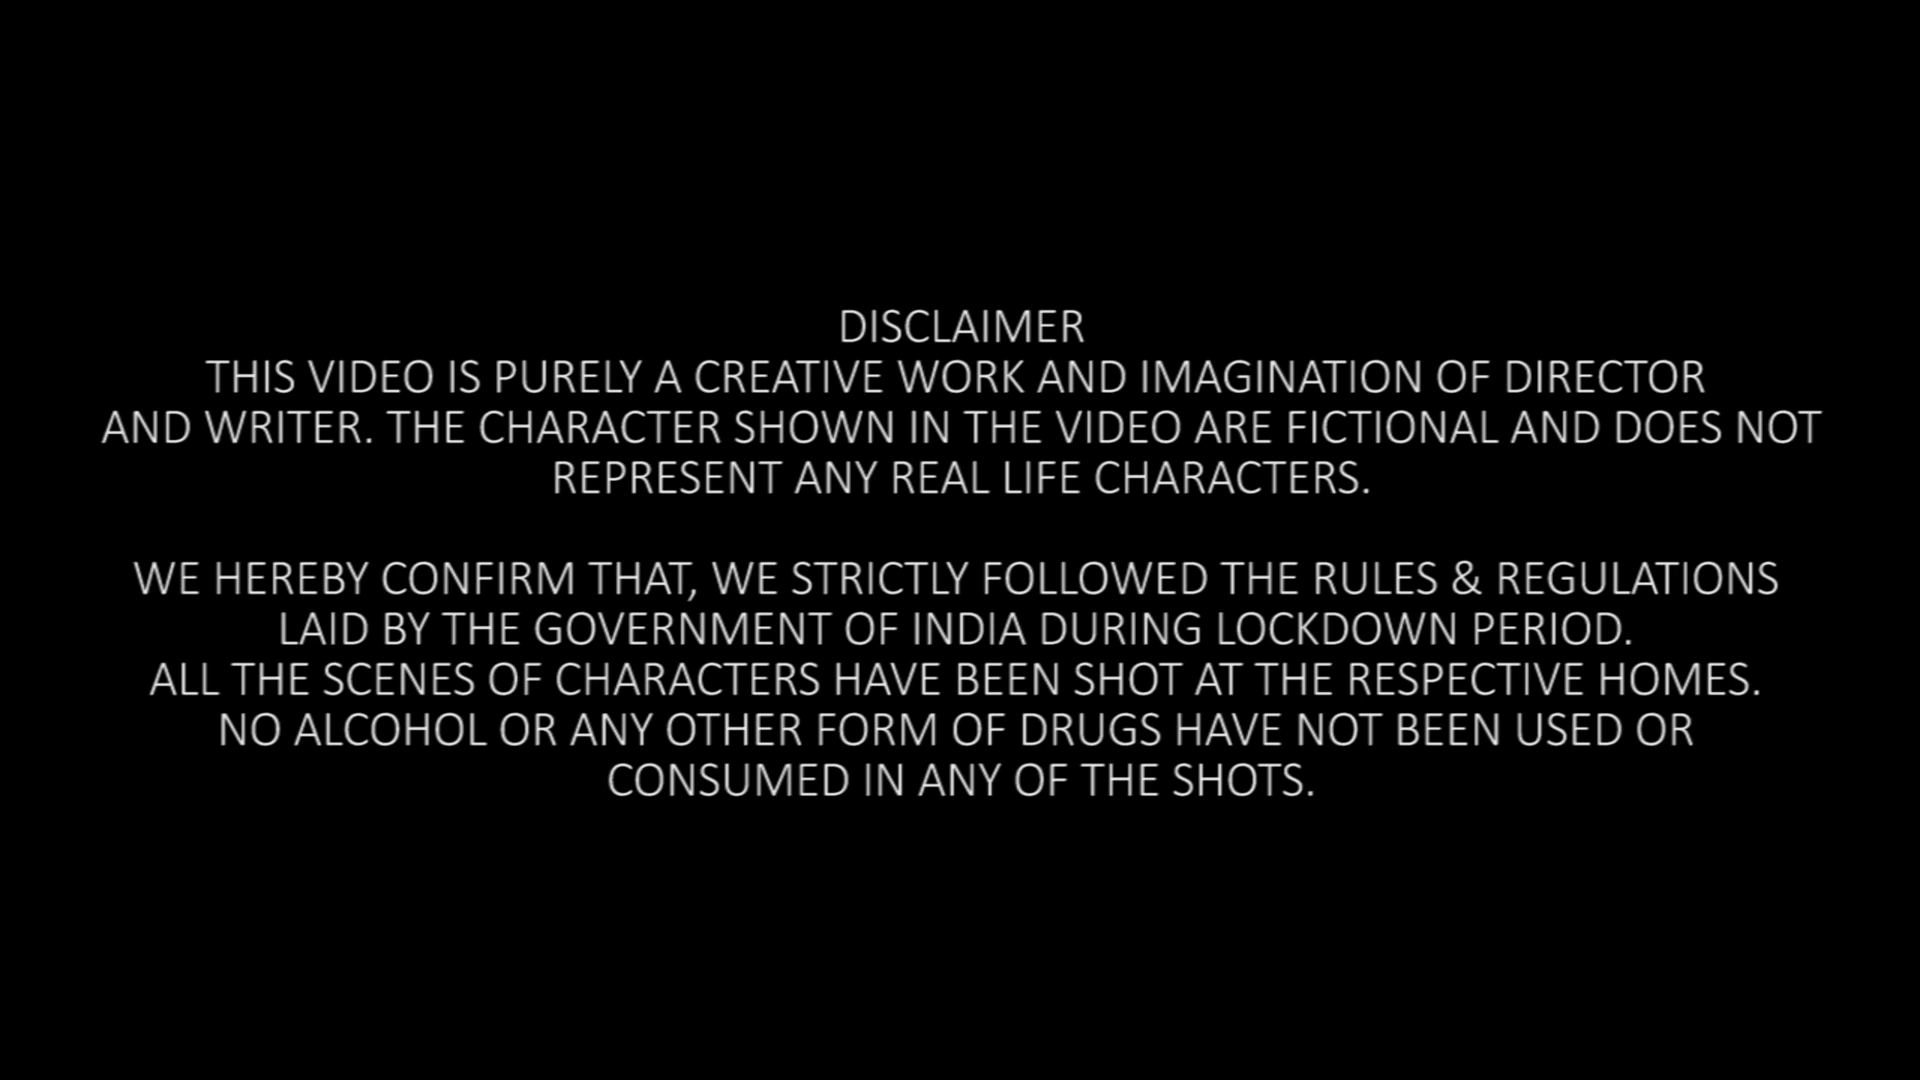 DISCLAIMER
THIS VIDEO IS PURELY A CREATIVE WORK AND IMAGINATION OF DIRECTOR
AND WRITER. THE CHARACTER SHOWN IN THE VIDEO ARE FICTIONAL AND DOES NOT
REPRESENT ANY REAL LIFE CHARACTERS.
WE HEREBY CONFIRM THAT, WE STRICTLY FOLLOWED THE RULES & REGULATIONS
LAID BY THE GOVERNMENT OF INDIA DURING LOCKDOWN PERIOD.
ALL THE SCENES OF CHARACTERS HAVE BEEN SHOT AT THE RESPECTIVE HOMES.
NO ALCOHOL OR ANY OTHER FORM OF DRUGS HAVE NOT BEEN USED OR
CONSUMED IN ANY OF THE SHOTS.